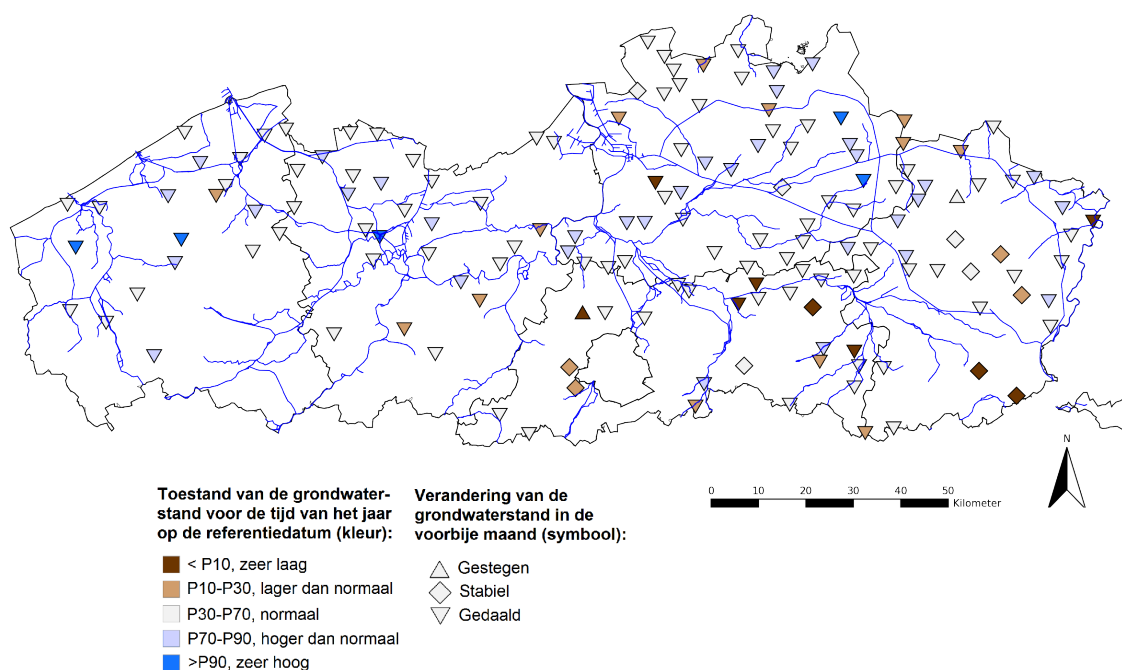 N
0 10 20 30 40 50
Kilometer
Toestand van de grondwater-
stand voor de tijd van het jaar
op de referentiedatum (kleur):
< P10, zeer laag
P10-P30, lager dan normaal
P30-P70, normaal
P70-P90, hoger dan normaal
>P90, zeer hoog
Verandering van de
grondwaterstand in de
voorbije maand (symbool):
Gestegen
Stabiel
Gedaald